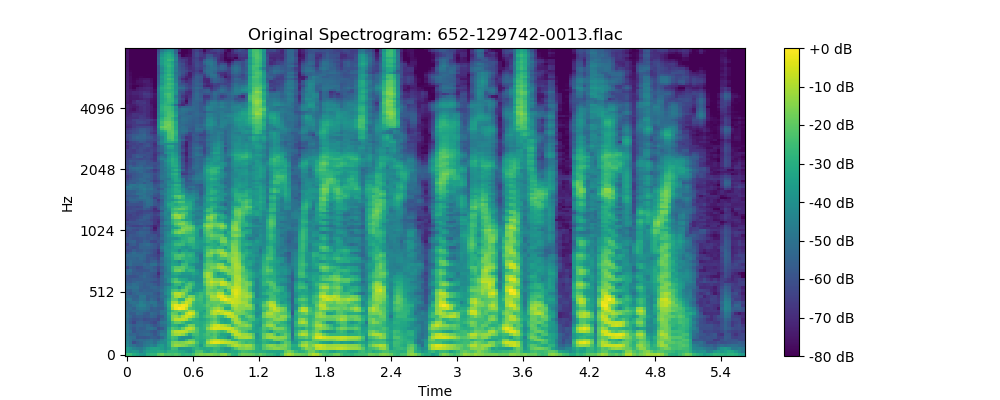 Original Spectrogram: 652-129742-0013.flac
Hz
4096
2048
1024
512
0
0 0.6 1.2 1.8 2.4 3 3.6 4.2 4.8 5.4
Time
+0 dB
-10 dB
-20 dB
-30 dB
-40 dB
-50 dB
-60 dB
-70 dB
-80 dB